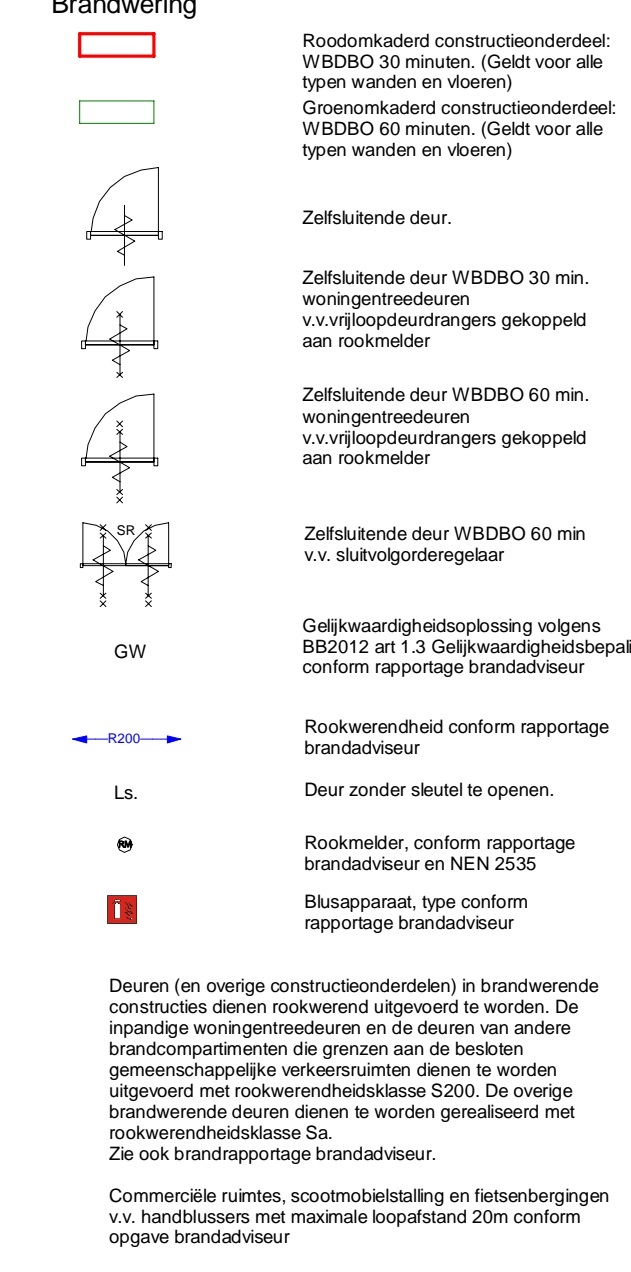 Brandwering
Roodomkaderd constructieonderdeel:
WBDBO 30 minuten. (Geldt voor alle
typen wanden en vloeren)
Groenomkaderd constructieonderdeel:
WBDBO 60 minuten. (Geldt voor alle
typen wanden en vloeren)
Zelfsluitende deur.
Zelfsluitende deur WBDBO 30 min.
woningentreedeuren
v.v.vrijloopdeurdrangers gekoppeld
aan rookmelder
Zelfsluitende deur WBDBO 60 min.
woningentreedeuren
v.v.vrijloopdeurdrangers gekoppeld
aan rookmelder
SR
Zelfsluitende deur WBDBO 60 min
v.v. sluitvolgorderegelaar
GW
Gelijkwaardigheidsoplossing volgens
BB2012 art 1.3 Gelijkwaardigheidsbepali
conform rapportage brandadviseur
R200
Rookwerendheid conform rapportage
brandadviseur
Ls.
Deur zonder sleutel te openen.
RM
Rookmelder, conform rapportage
brandadviseur en NEN 2535
Blusapparaat, type conform
rapportage brandadviseur
Deuren (en overige constructieonderdelen) in brandwerende
constructies dienen rookwerend uitgevoerd te worden. De
inpandige woningentreedeuren en de deuren van andere
brandcompartimenten die grenzen aan de besloten
gemeenschappelijke verkeersruimten dienen te worden
uitgevoerd met rookwerendheidsklasse S200. De overige
brandwerende deuren dienen te worden gerealiseerd met
rookwerendheidsklasse Sa.
Zie ook brandrapportage brandadviseur.
Commerciële ruimtes, scootmobielstalling en fietsenbergingen
v.v. handblussers met maximale loopafstand 20m conform
opgave brandadviseur